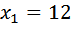 x₁ = 12